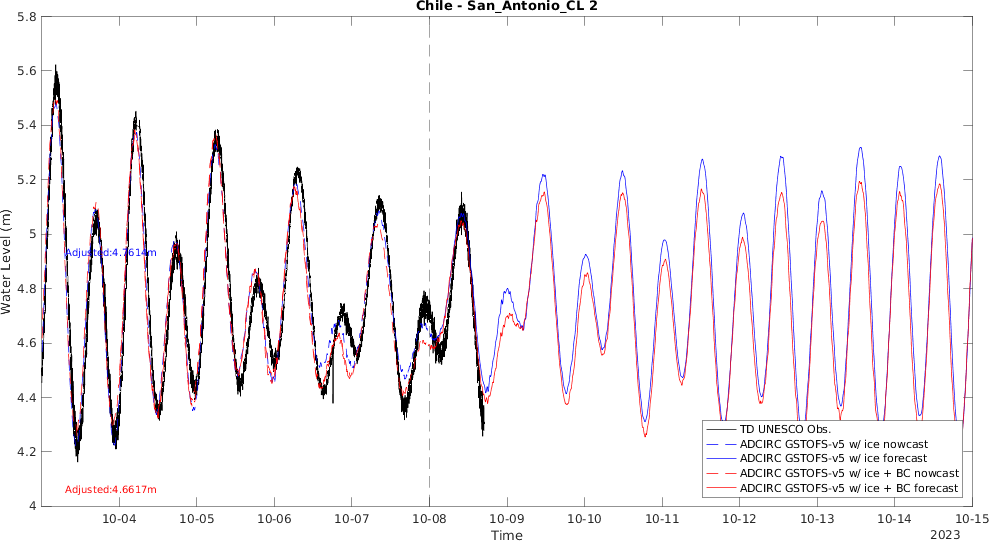 Chile - San_Antonio_CL 2
5.8
5.6
5.4
5.2
5
4.8
4.6
4.4
4.2
4
Water Level (m)
Adjusted:4.7614m
Adjusted:4.6617m
TD UNESCO Obs.
ADCIRC GSTOFS-v5 w/ ice nowcast
ADCIRC GSTOFS-v5 w/ ice forecast
ADCIRC GSTOFS-v5 w/ ice + BC nowcast
ADCIRC GSTOFS-v5 w/ ice + BC forecast
10-04 10-05 10-06 10-07 10-08 10-09 10-10 10-11 10-12 10-13 10-14 10-15
Time
2023